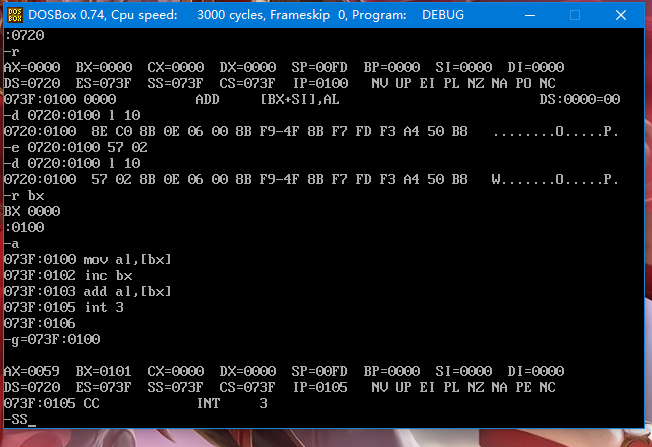 DOSBox 0.74, Cpu speed: 3000 cycles, Frameskip 0, Program: DEBUG
:0720
-r
AX=0000 BX=0000 CX=0000 DX=0000 SP=00FD BP=0000 SI=0000 DI=0000
DS=0720 ES=073F SS=073F CS=073F IP=0100 NV UP EI PL NZ NA PO NC
073F:0100 0000 ADD [BX+SI],AL DS:0000=00
-d 0720:0100 l 10
0720:0100 8E C0 8B 0E 06 00 8B F9-4F 8B F7 FD F3 A4 50 B8 ........O.....P.
-e 0720:0100 57 02
-d 0720:0100 l 10
0720:0100 57 02 8B 0E 06 00 8B F9-4F 8B F7 FD F3 A4 50 B8 W.......O.....P.
-r bx
BX 0000
:0100
-a
073F:0100 mov al,[bx]
073F:0102 inc bx
073F:0103 add al,[bx]
073F:0105 int 3
073F:0106
-g=073F:0100
AX=0059 BX=0101 CX=0000 DX=0000 SP=00FD BP=0000 SI=0000 DI=0000
DS=0720 ES=073F SS=073F CS=073F IP=0105 NV UP EI PL NZ NA PE NC
073F:0105 CC INT 3
-SS_